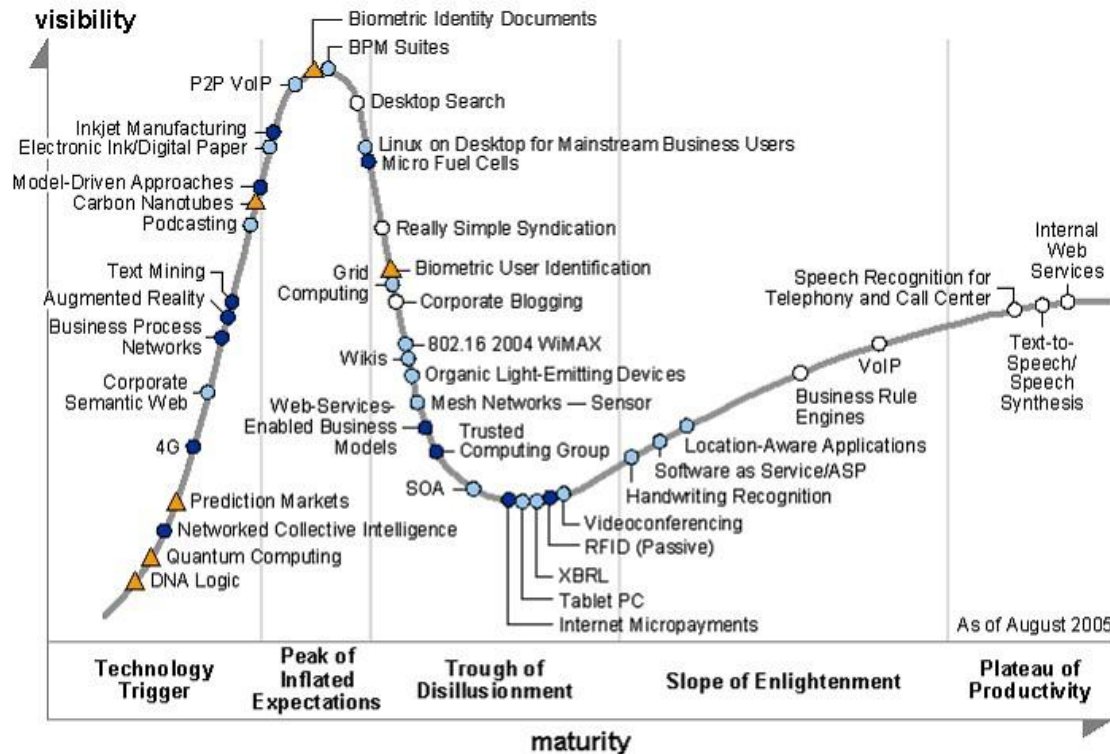 visibility
Biometric Identity Documents
BPM Suites
P2P VoIP
Desktop Search
Inkjet Manufacturing
Electronic Ink/Digital Paper
Linux on Desktop for Mainstream Business Users
Micro Fuel Cells
Model-Driven Approaches
Carbon Nanotubes
Podcasting
Really Simple Syndication
Text Mining
Augmented Reality
Business Process
Networks
Grid
Computing
Biometric User Identification
Corporate Blogging
Corporate
Semantic Web
802.16 2004 WiMAX
Wikis
Organic Light-Emitting Devices
Mesh Networks — Sensor
Web-Services-
Enabled Business
Models
Trusted
Computing Group
4G
SOA
Prediction Markets
Networked Collective Intelligence
Quantum Computing
DNA Logic
Videoconferencing
RFID (Passive)
XBRL
Tablet PC
Internet Micropayments
Handwriting Recognition
Software as Service/ASP
Location-Aware Applications
Business Rule
Engines
VoIP
Speech Recognition for
Telephony and Call Center
Internal
Web
Services
Text-to-
Speech/
Speech
Synthesis
As of August 2005
Technology
Trigger
Peak of
Inflated
Expectations
Trough of
Disillusionment
Slope of Enlightenment
Plateau of
Productivity
maturity